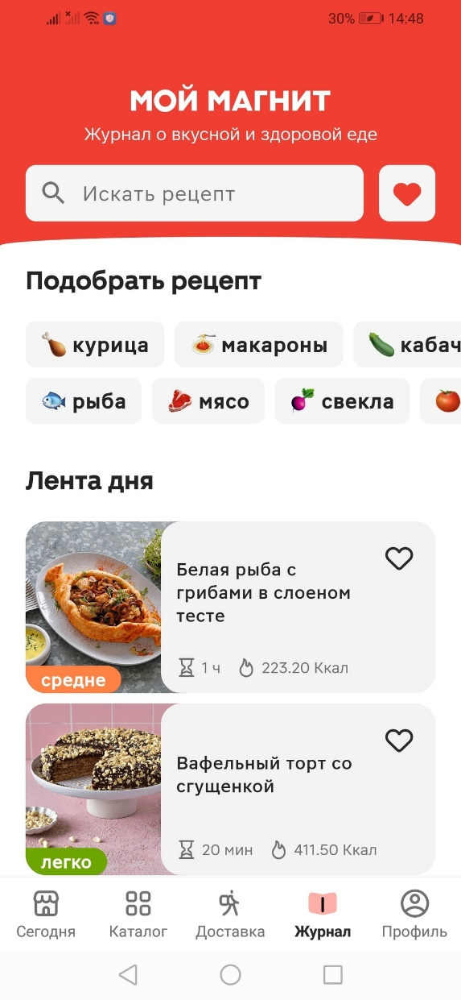 30% 14:48
МОЙ МАГНИТ
Журнал о вкусной и здоровой еде
Искать рецепт
Подобрать рецепт
курица макароны кабач
рыба мясо свекла
Лента дня
Белая рыба с
грибами в слоеном
тесте
1 ч 223.20 Ккал
средне
Вафельный торт со
сгущенкой
20 мин 411.50 Ккал
легко
Сегодня Каталог Доставка Журнал Профиль